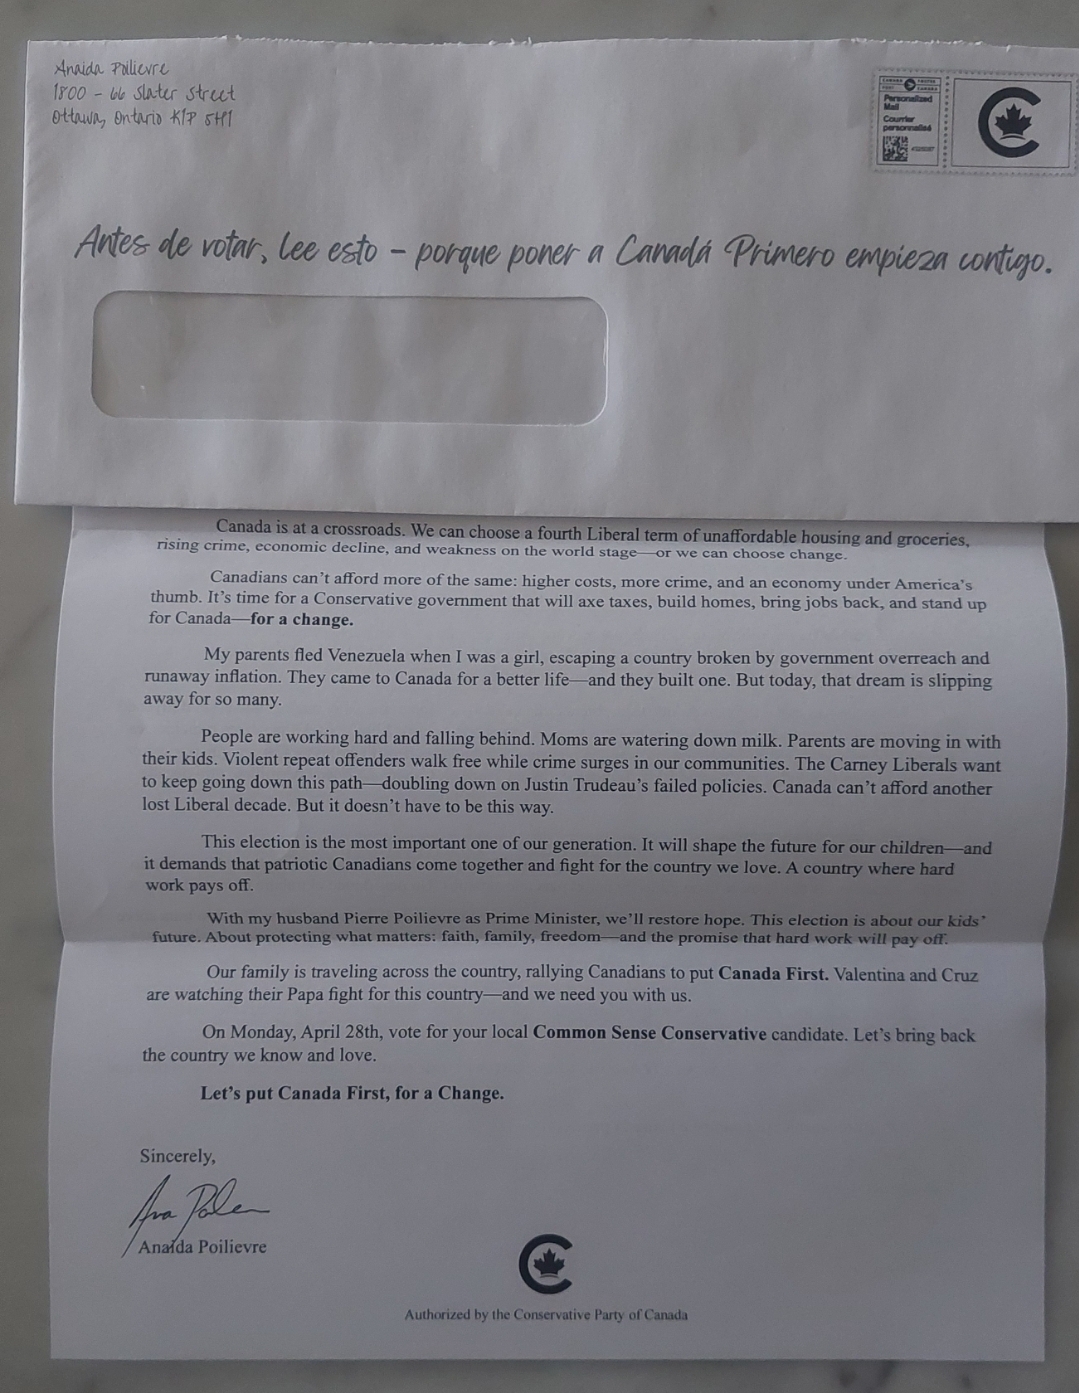 Anaida Poilievre
1800 - 66 Slater Street
Ottawa, Ontario K1P 5H1
CANADA POSTES
POST CANADA
Personalized
Mail
Courrier
personnalisé
Antes de votar, lee esto – porque poner a Canadá Primero empieza contigo.
Canada is at a crossroads. We can choose a fourth Liberal term of unaffordable housing and groceries,
rising crime, economic decline, and weakness on the world stage—or we can choose change.
Canadians can’t afford more of the same: higher costs, more crime, and an economy under America’s
thumb. It’s time for a Conservative government that will axe taxes, build homes, bring jobs back, and stand up
for Canada—for a change.
My parents fled Venezuela when I was a girl, escaping a country broken by government overreach and
runaway inflation. They came to Canada for a better life—and they built one. But today, that dream is slipping
away for so many.
People are working hard and falling behind. Moms are watering down milk. Parents are moving in with
their kids. Violent repeat offenders walk free while crime surges in our communities. The Carney Liberals want
to keep going down this path—doubling down on Justin Trudeau’s failed policies. Canada can’t afford another
lost Liberal decade. But it doesn’t have to be this way.
This election is the most important one of our generation. It will shape the future for our children—and
it demands that patriotic Canadians come together and fight for the country we love. A country where hard
work pays off.
With my husband Pierre Poilievre as Prime Minister, we’ll restore hope. This election is about our kids’
future. About protecting what matters: faith, family, freedom—and the promise that hard work will pay off.
Our family is traveling across the country, rallying Canadians to put Canada First. Valentina and Cruz
are watching their Papa fight for this country—and we need you with us.
On Monday, April 28th, vote for your local Common Sense Conservative candidate. Let’s bring back
the country we know and love.
Let’s put Canada First, for a Change.
Sincerely,
Anaida Poilievre
Authorized by the Conservative Party of Canada